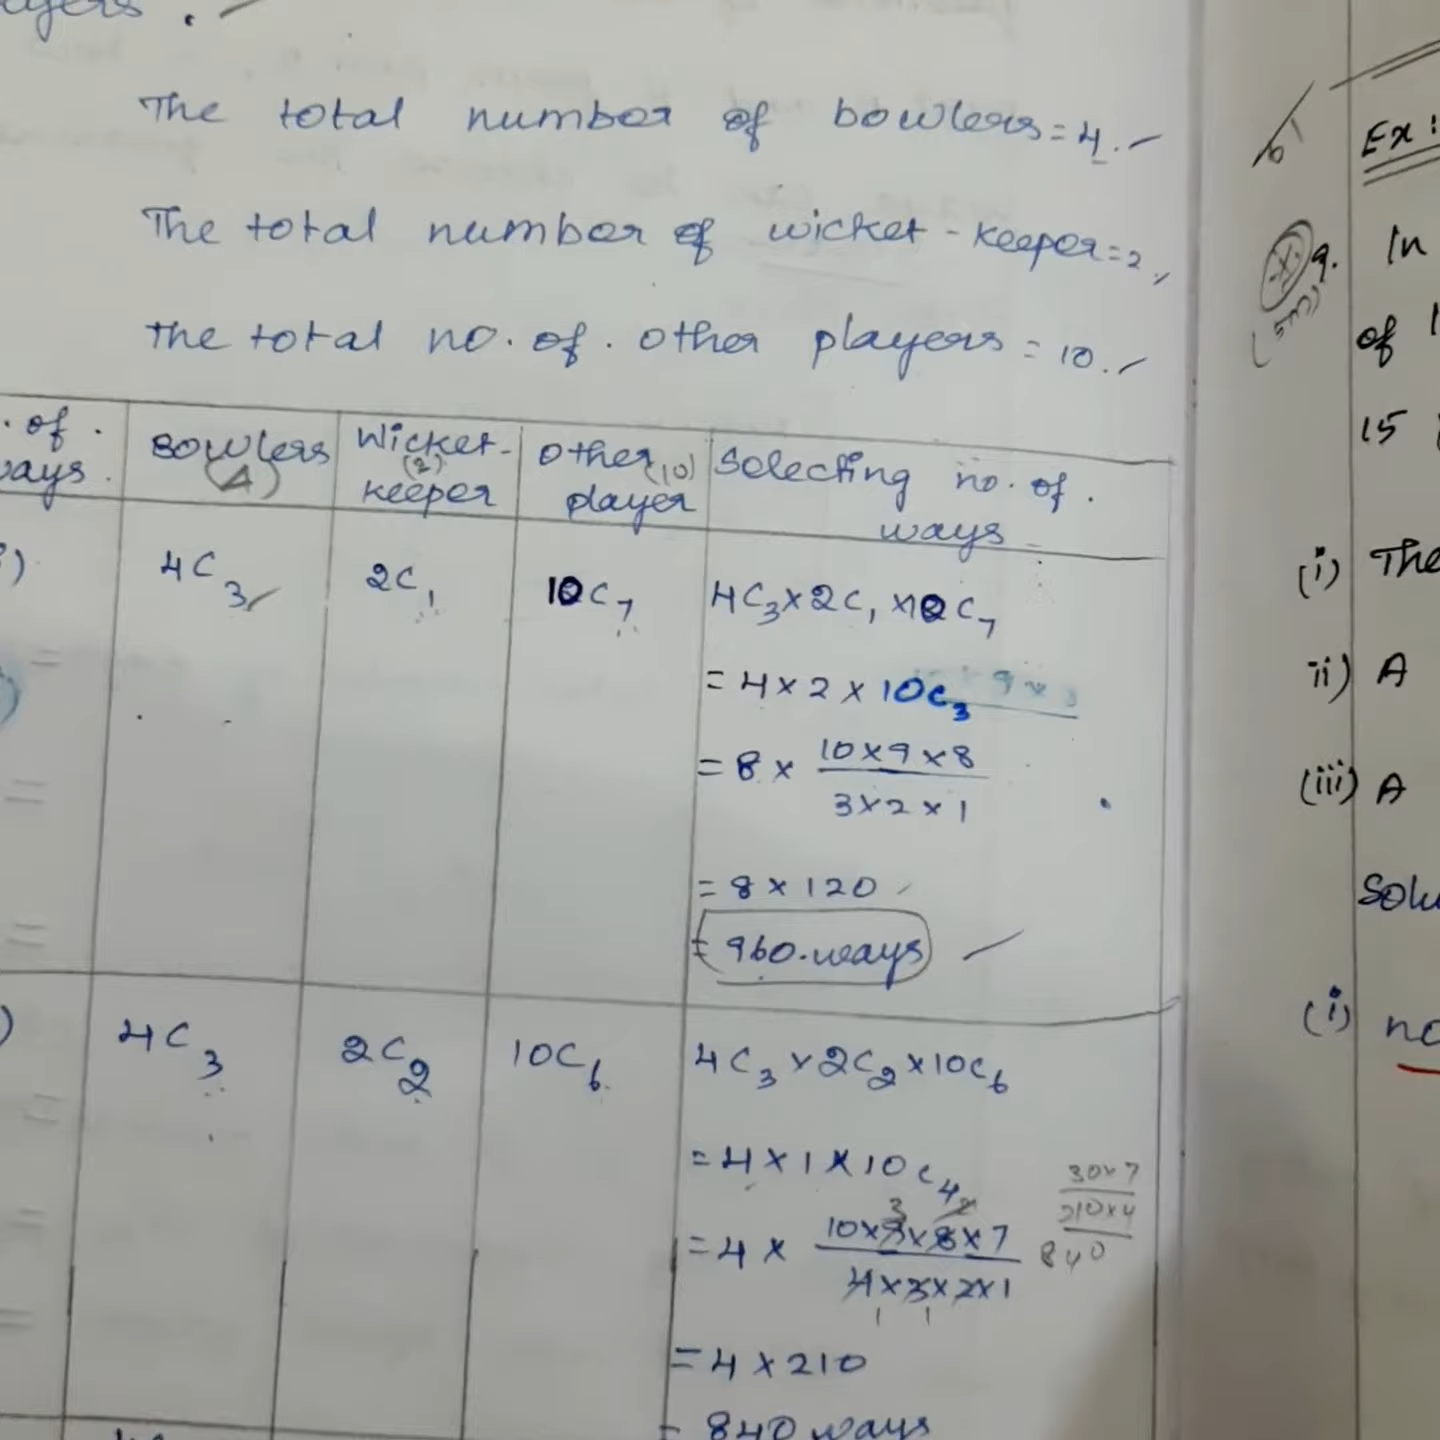 The total number of bowlers = 4.
The total number of wicket - keeper = 2
The total no. of. other players = 10.
. of. Bowlers (4) Wicket- keeper (2) Other player (10) Selecting no. of. ways
4C3 2C1 10C7 4C3 x 2C1 x 10C7
= 4 x 2 x 10C3
= 8 x 10 x 9 x 8 / 3 x 2 x 1
= 8 x 120
= 960. ways
4C3 2C2 10C6 4C3 x 2C2 x 10C6
= 4 x 1 x 10C4
= 4 x 10 x 9 x 8 x 7 / 4 x 3 x 2 x 1
30x7
210x4
840
= 4 x 210
= 840 ways
Ex:
9. In
of
15
(i) The
ii) A
(iii) A
Solu
(i) no